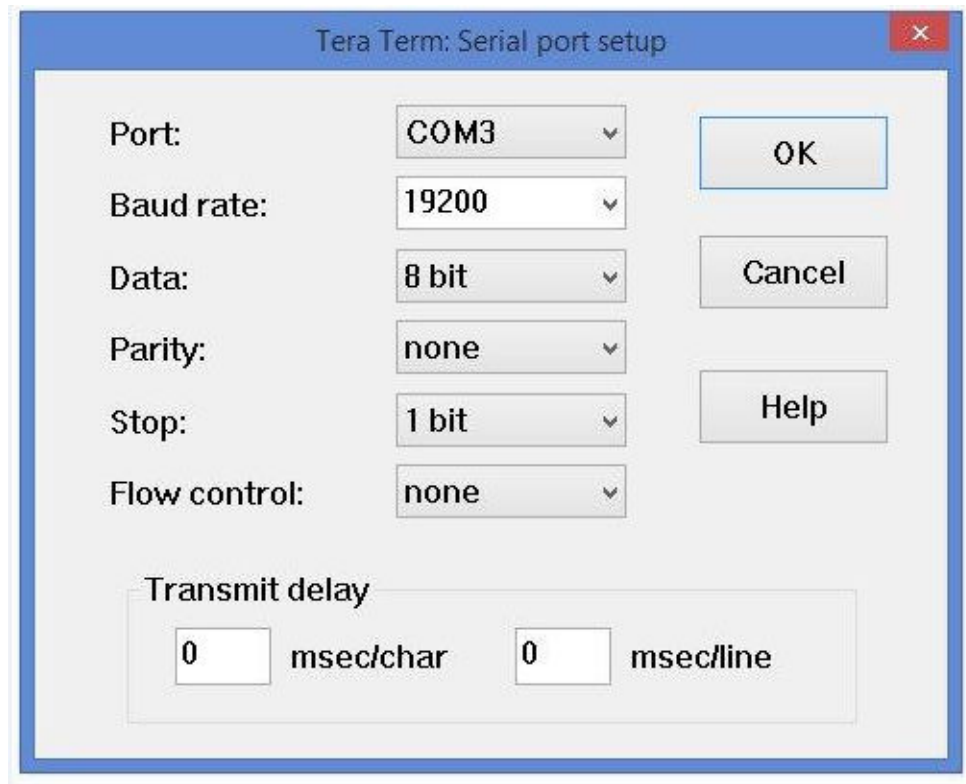 Tera Term: Serial port setup
Port: COM3 OK
Baud rate: 19200
Data: 8 bit Cancel
Parity: none
Stop: 1 bit Help
Flow control: none
Transmit delay
0 msec/char 0 msec/line